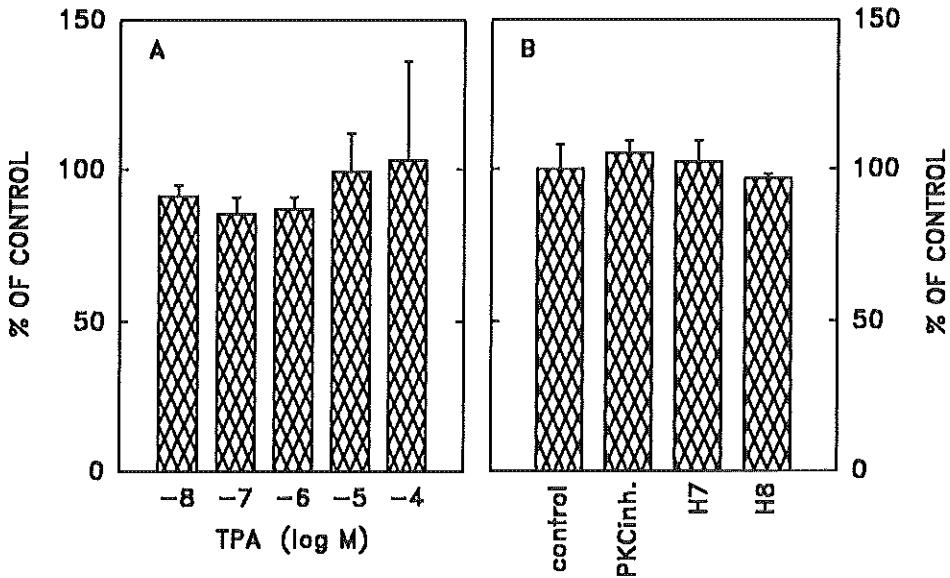 150
100
50
0
% OF CONTROL
A
-8 -7 -6 -5 -4
TPA (log M)
B
control
PKCinh.
H7
H8
150
100
50
0
% OF CONTROL